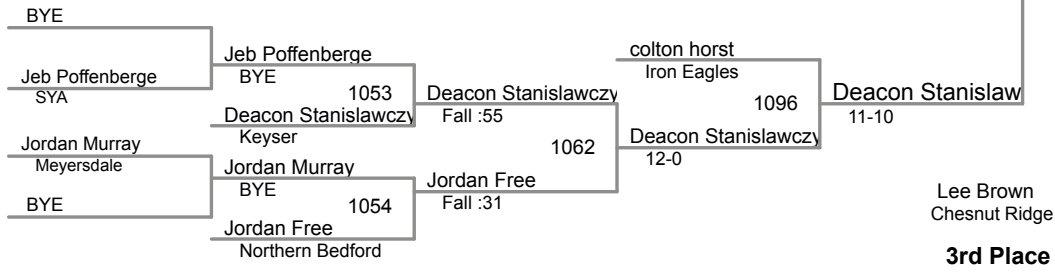 BYE
Jeb Poffenberge
SYA
Jordan Murray
Meyersdale
BYE
Jeb Poffenberge
BYE
1053
Deacon Stanislawczy
Keyser
Jordan Murray
BYE
1054
Jordan Free
Northern Bedford
Deacon Stanislawczy
Fall :55
1062
Jordan Free
Fall :31
colton horst
Iron Eagles
1096
Deacon Stanislawczy
12-0
Deacon Stanislaw
11-10
Lee Brown
Chesnut Ridge
3rd Place